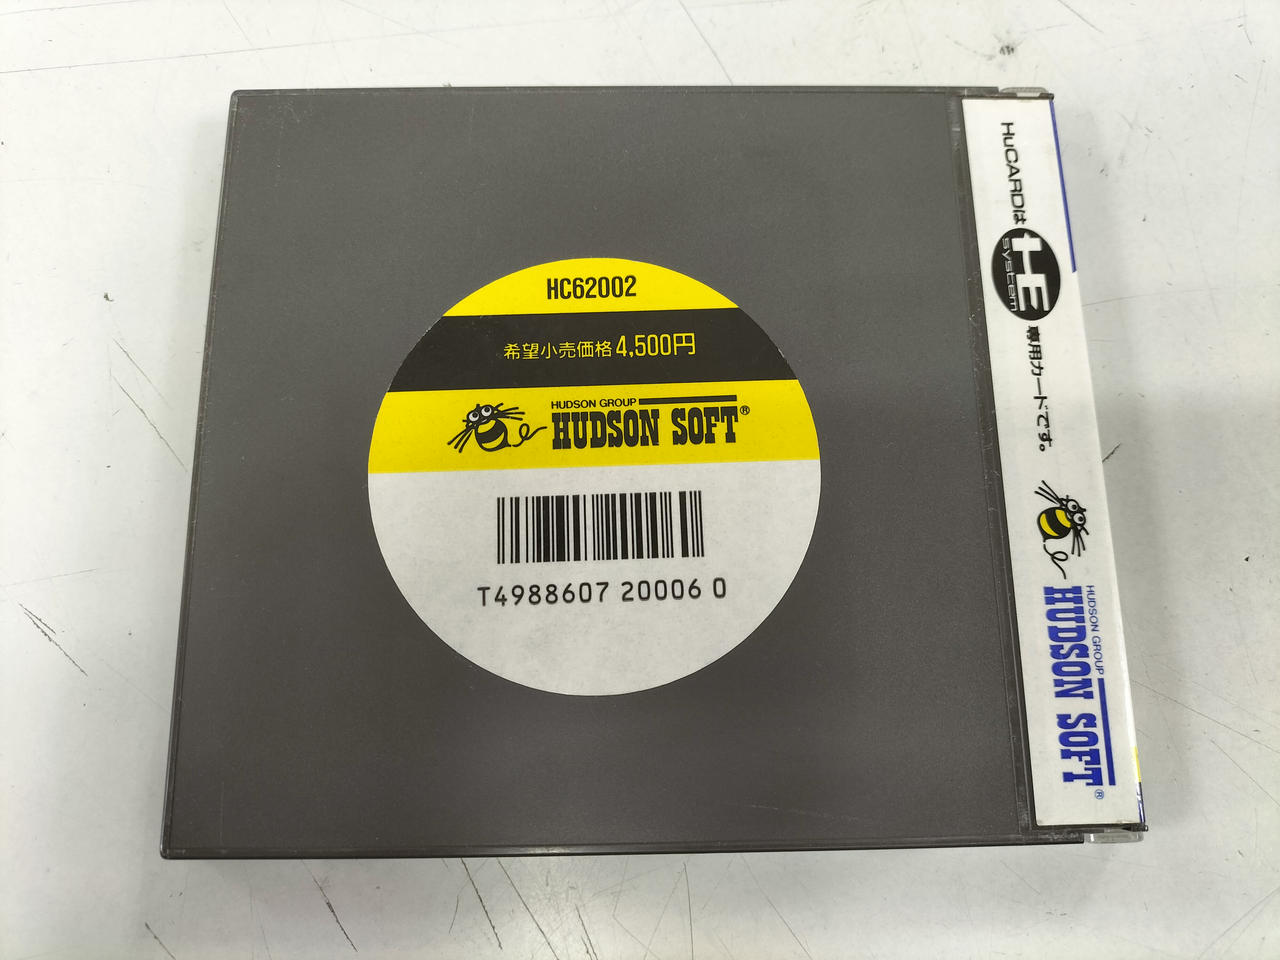 HC62002
希望小売価格4,500円
HUDSON GROUP
HUDSON SOFT®
T4988607 20006 0
HuCARDは HE system 専用カードです。
HUDSON GROUP
HUDSON SOFT®